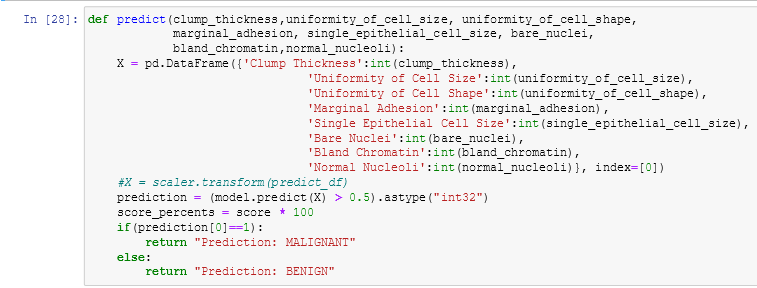 In [28]: def predict(clump_thickness,uniformity_of_cell_size, uniformity_of_cell_shape,
            marginal_adhesion, single_epithelial_cell_size, bare_nuclei,
            bland_chromatin,normal_nucleoli):
    X = pd.DataFrame({'Clump Thickness':int(clump_thickness),
                              'Uniformity of Cell Size':int(uniformity_of_cell_size),
                              'Uniformity of Cell Shape':int(uniformity_of_cell_shape),
                              'Marginal Adhesion':int(marginal_adhesion),
                              'Single Epithelial Cell Size':int(single_epithelial_cell_size),
                              'Bare Nuclei':int(bare_nuclei),
                              'Bland Chromatin':int(bland_chromatin),
                              'Normal Nucleoli':int(normal_nucleoli)}, index=[0])
    #X = scaler.transform(predict_df)
    prediction = (model.predict(X) > 0.5).astype("int32")
    score_percents = score * 100
    if(prediction[0]==1):
        return "Prediction: MALIGNANT"
    else:
        return "Prediction: BENIGN"